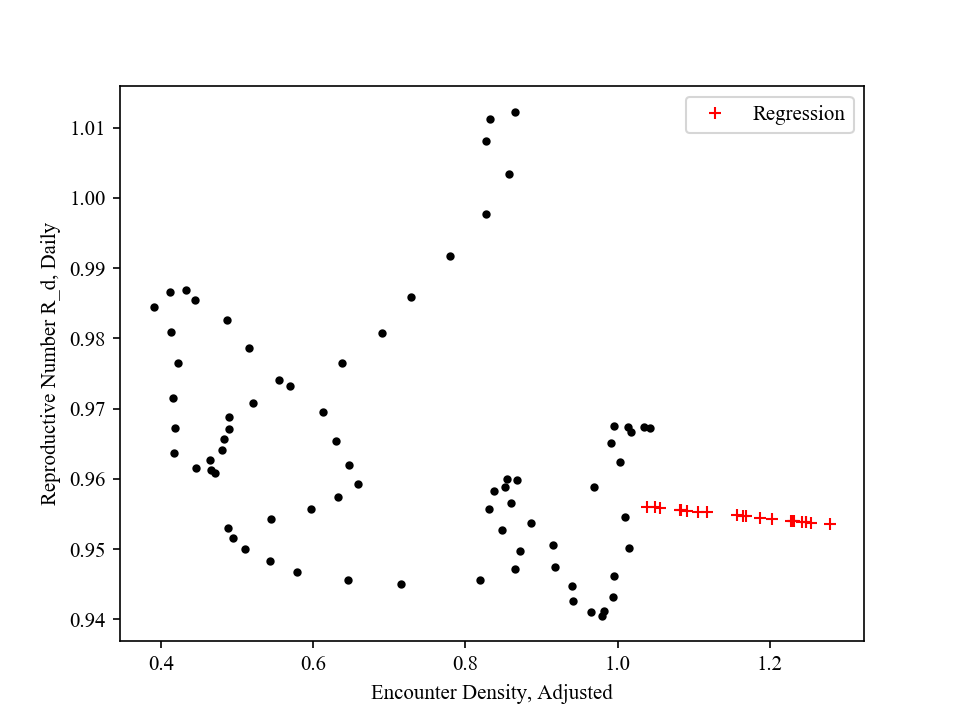 Regression
1.01
1.00
0.99
0.98
0.97
0.96
0.95
0.94
Reproductive Number R_d, Daily
0.4 0.6 0.8 1.0 1.2
Encounter Density, Adjusted